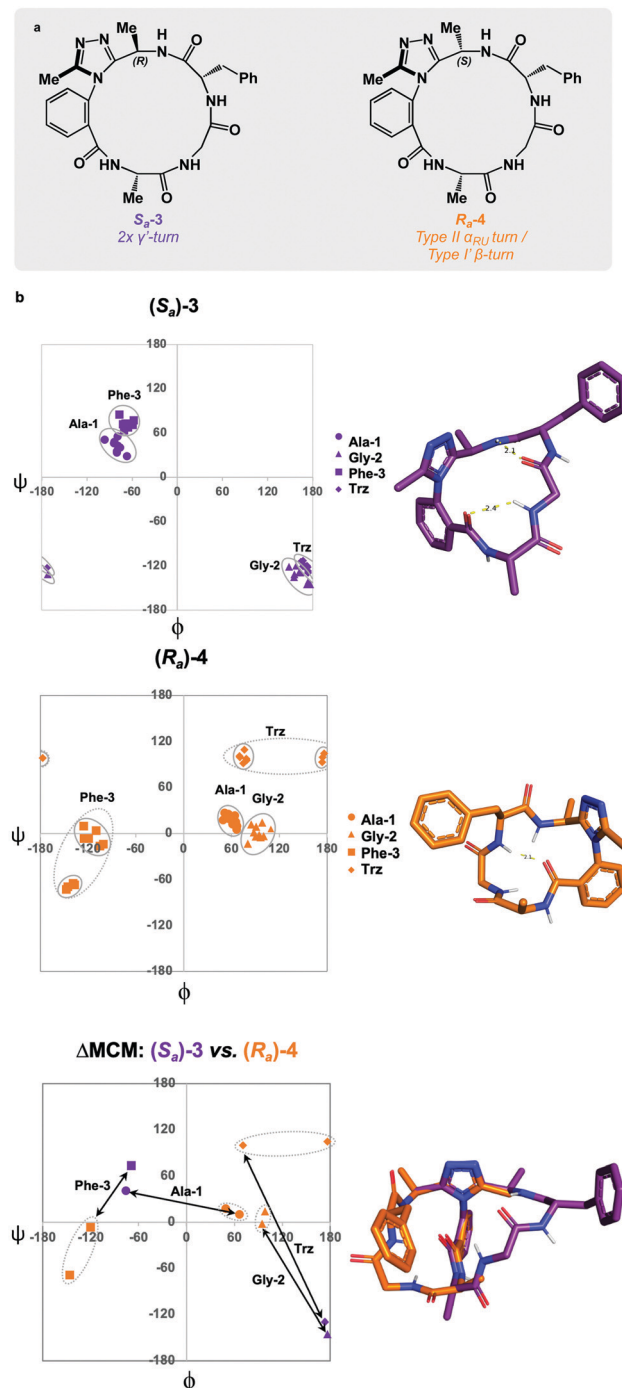 a
N-N
Me
H
N
O
(R)
Me
N
Ph
NH
O
O
HN
NH
O
Me
Sa-3
2x γ'-turn
N-N
Me
H
N
O
(S)
Me
N
Ph
NH
O
O
HN
NH
O
Me
Ra-4
Type II αRU turn /
Type I' β-turn
b
(Sa)-3
180
120
60
0
-60
-120
-180
-180 -120 -60 0 60 120 180
Phe-3
Ala-1
Trz
Gly-2
ψ
ϕ
Ala-1
Gly-2
Phe-3
Trz
2.1
2.4
(Ra)-4
180
120
60
0
-60
-120
-180
-180 -120 -60 0 60 120 180
Trz
Phe-3
Ala-1
Gly-2
ψ
ϕ
Ala-1
Gly-2
Phe-3
Trz
2.1
ΔMCM: (Sa)-3 vs. (Ra)-4
180
120
60
0
-60
-120
-180
-180 -120 -60 0 60 120 180
Phe-3
Ala-1
Trz
Gly-2
ψ
ϕ